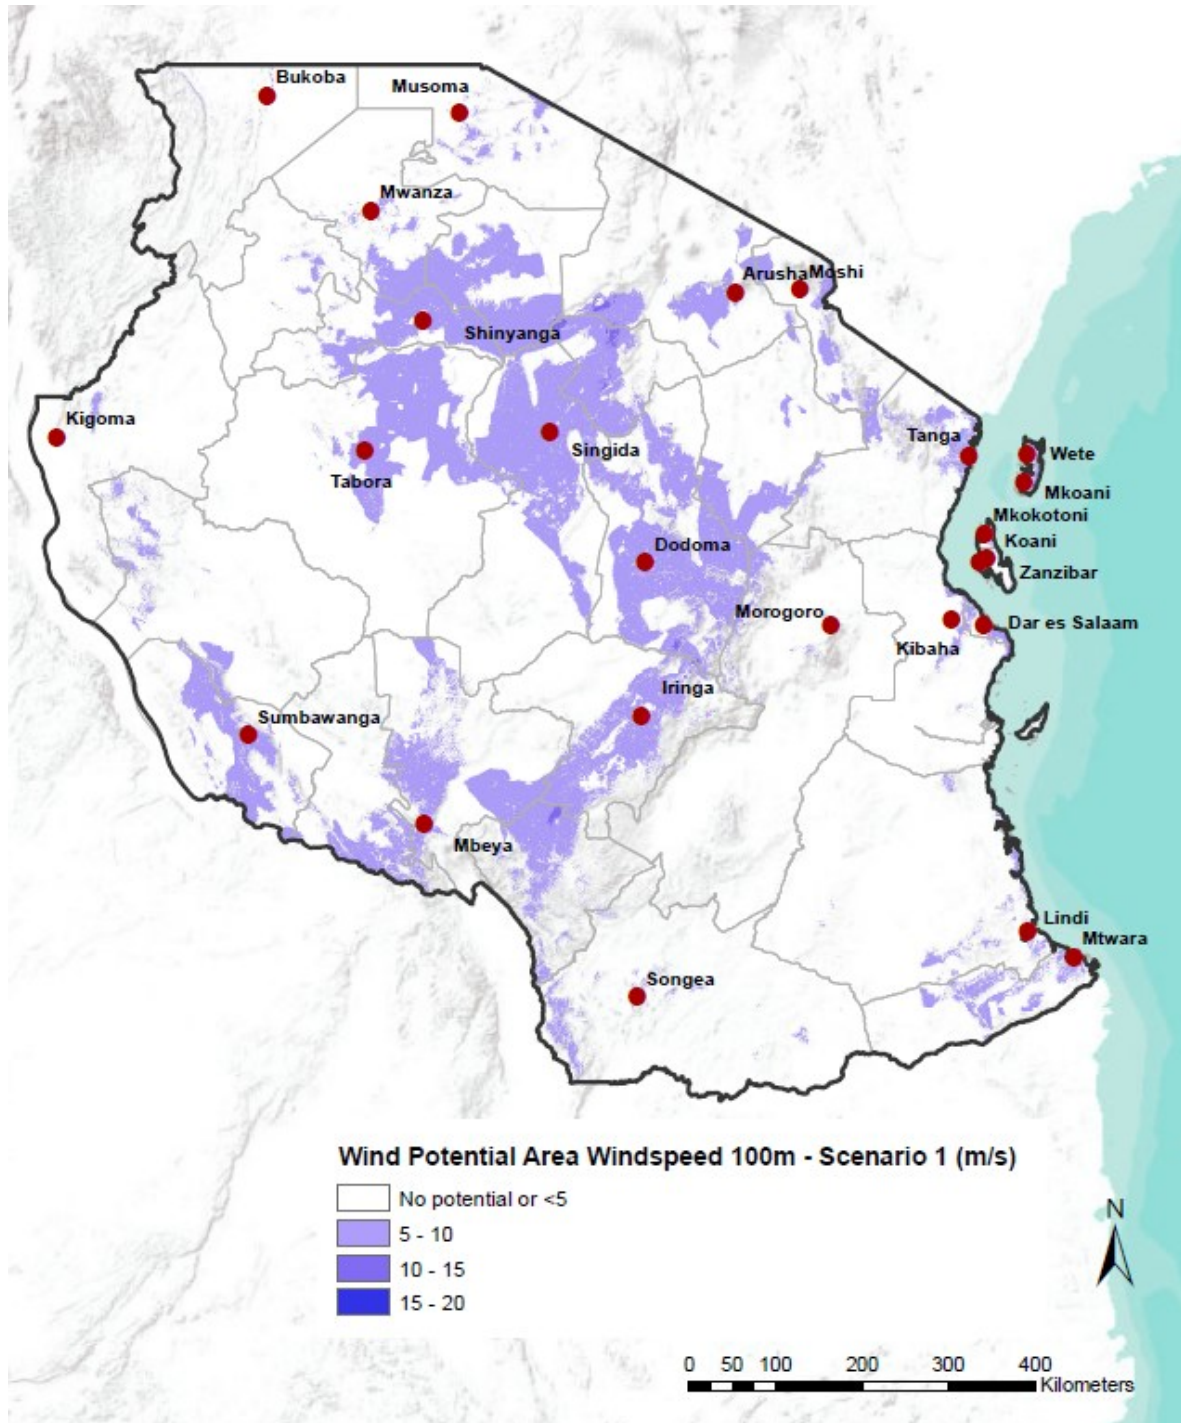 Bukoba
Musoma
Mwanza
Arusha
Moshi
Shinyanga
Kigoma
Tanga
Wete
Singida
Tabora
Mkoani
Mkokotoni
Dodoma
Koani
Zanzibar
Morogoro
Dar es Salaam
Kibaha
Iringa
Sumbawanga
Mbeya
Lindi
Mtwara
Songea
Wind Potential Area Windspeed 100m - Scenario 1 (m/s)
No potential or <5
5 - 10
10 - 15
15 - 20
N
0 50 100 200 300 400
Kilometers